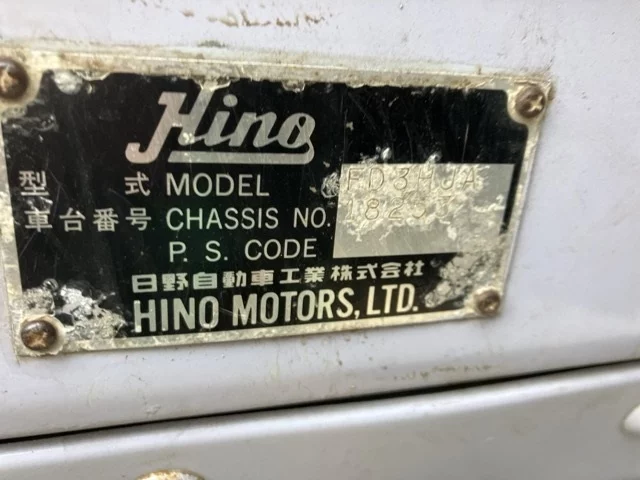 Hino
型式 MODEL FD3HJA
車台番号 CHASSIS NO.
P. S. CODE
日野自動車工業株式会社
HINO MOTORS, LTD.